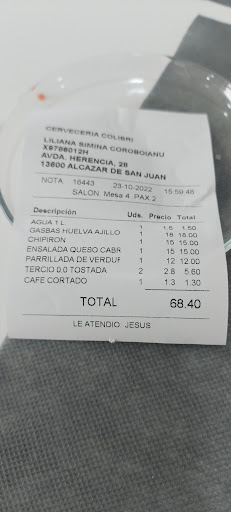 CERVECERIA COLIBRI
LILIANA SIMINA COROBOIANU
X9766012H
AVDA. HERENCIA, 28
13600 ALCAZAR DE SAN JUAN
NOTA 16443 23-10-2022 15:59:46
SALON, Mesa 4 PAX 2
Descripción Uds. Precio Total
AGUA 1 L. 1 1.5 1.50
GASBAS HUELVA AJILLO 1 18 18.00
CHIPIRON 1 15 15.00
ENSALADA QUESO CABR 1 15 15.00
PARRILLADA DE VERDUF 1 12 12.00
TERCIO 0,0 TOSTADA 2 2.8 5.60
CAFE CORTADO 1 1.3 1.30
TOTAL 68.40
LE ATENDIO JESUS